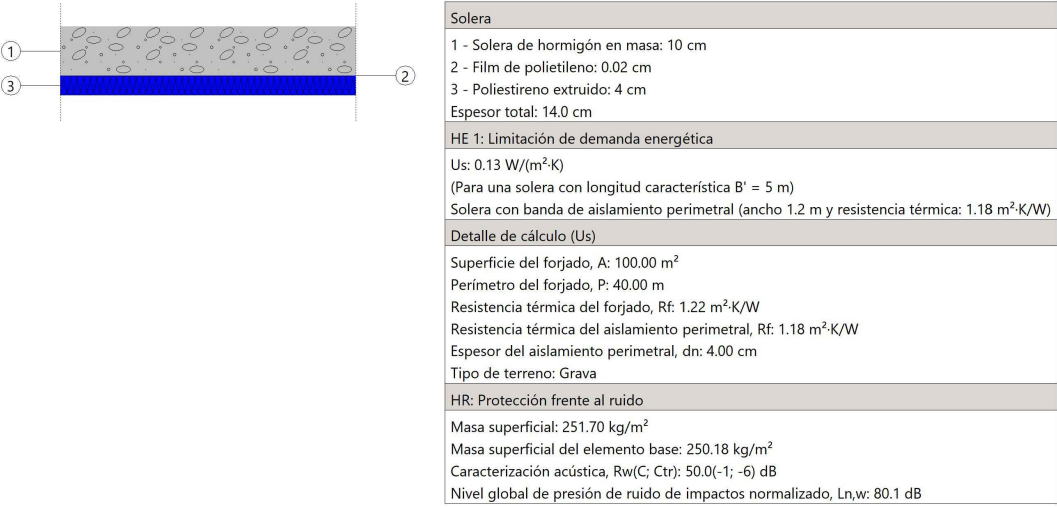 1
3
2
Solera
1 - Solera de hormigón en masa: 10 cm
2 - Film de polietileno: 0.02 cm
3 - Poliestireno extruido: 4 cm
Espesor total: 14.0 cm
HE 1: Limitación de demanda energética
Us: 0.13 W/(m²·K)
(Para una solera con longitud característica B' = 5 m)
Solera con banda de aislamiento perimetral (ancho 1.2 m y resistencia térmica: 1.18 m²·K/W)
Detalle de cálculo (Us)
Superficie del forjado, A: 100.00 m²
Perímetro del forjado, P: 40.00 m
Resistencia térmica del forjado, Rf: 1.22 m²·K/W
Resistencia térmica del aislamiento perimetral, Rf: 1.18 m²·K/W
Espesor del aislamiento perimetral, dn: 4.00 cm
Tipo de terreno: Grava
HR: Protección frente al ruido
Masa superficial: 251.70 kg/m²
Masa superficial del elemento base: 250.18 kg/m²
Caracterización acústica, Rw(C; Ctr): 50.0(-1; -6) dB
Nivel global de presión de ruido de impactos normalizado, Ln,w: 80.1 dB